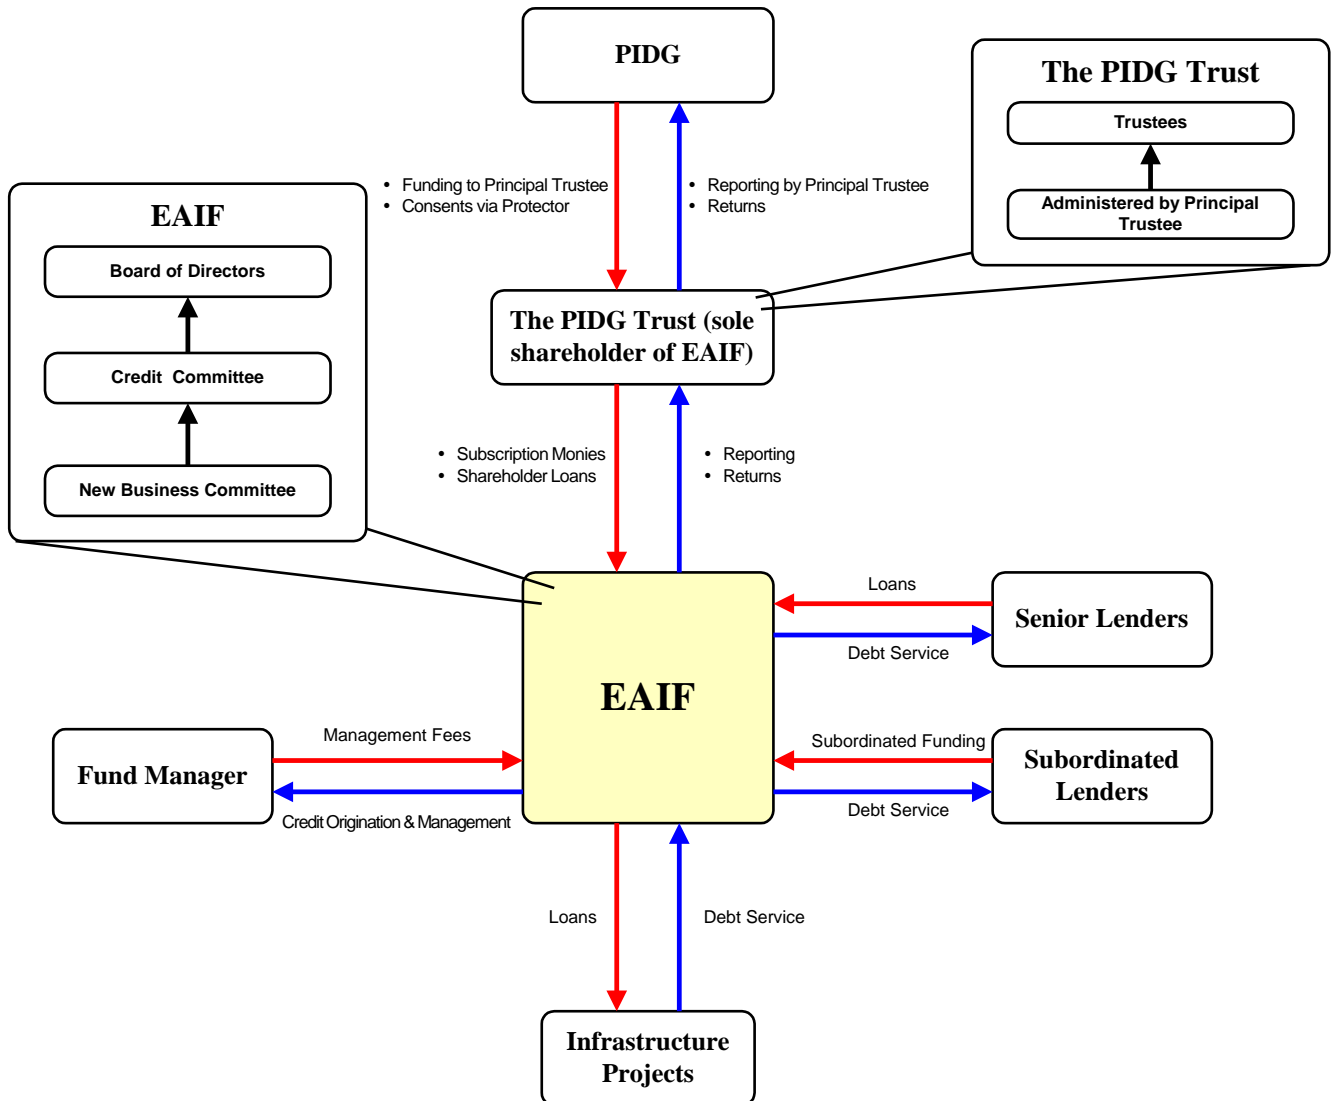 PIDG
The PIDG Trust
Trustees
Administered by Principal
Trustee
• Funding to Principal Trustee
• Consents via Protector
• Reporting by Principal Trustee
• Returns
EAIF
Board of Directors
Credit Committee
New Business Committee
The PIDG Trust (sole
shareholder of EAIF)
• Subscription Monies
• Shareholder Loans
• Reporting
• Returns
Loans
Senior Lenders
Debt Service
EAIF
Management Fees
Fund Manager
Credit Origination & Management
Subordinated Funding
Subordinated
Lenders
Debt Service
Loans
Debt Service
Infrastructure
Projects